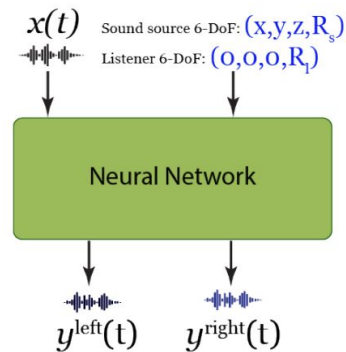 x(t) Sound source 6-DoF: (x,y,z,Rₛ)
Listener 6-DoF: (0,0,0,Rₗ)
Neural Network
yˡᵉᶠᵗ(t) yʳⁱᵍʰᵗ(t)